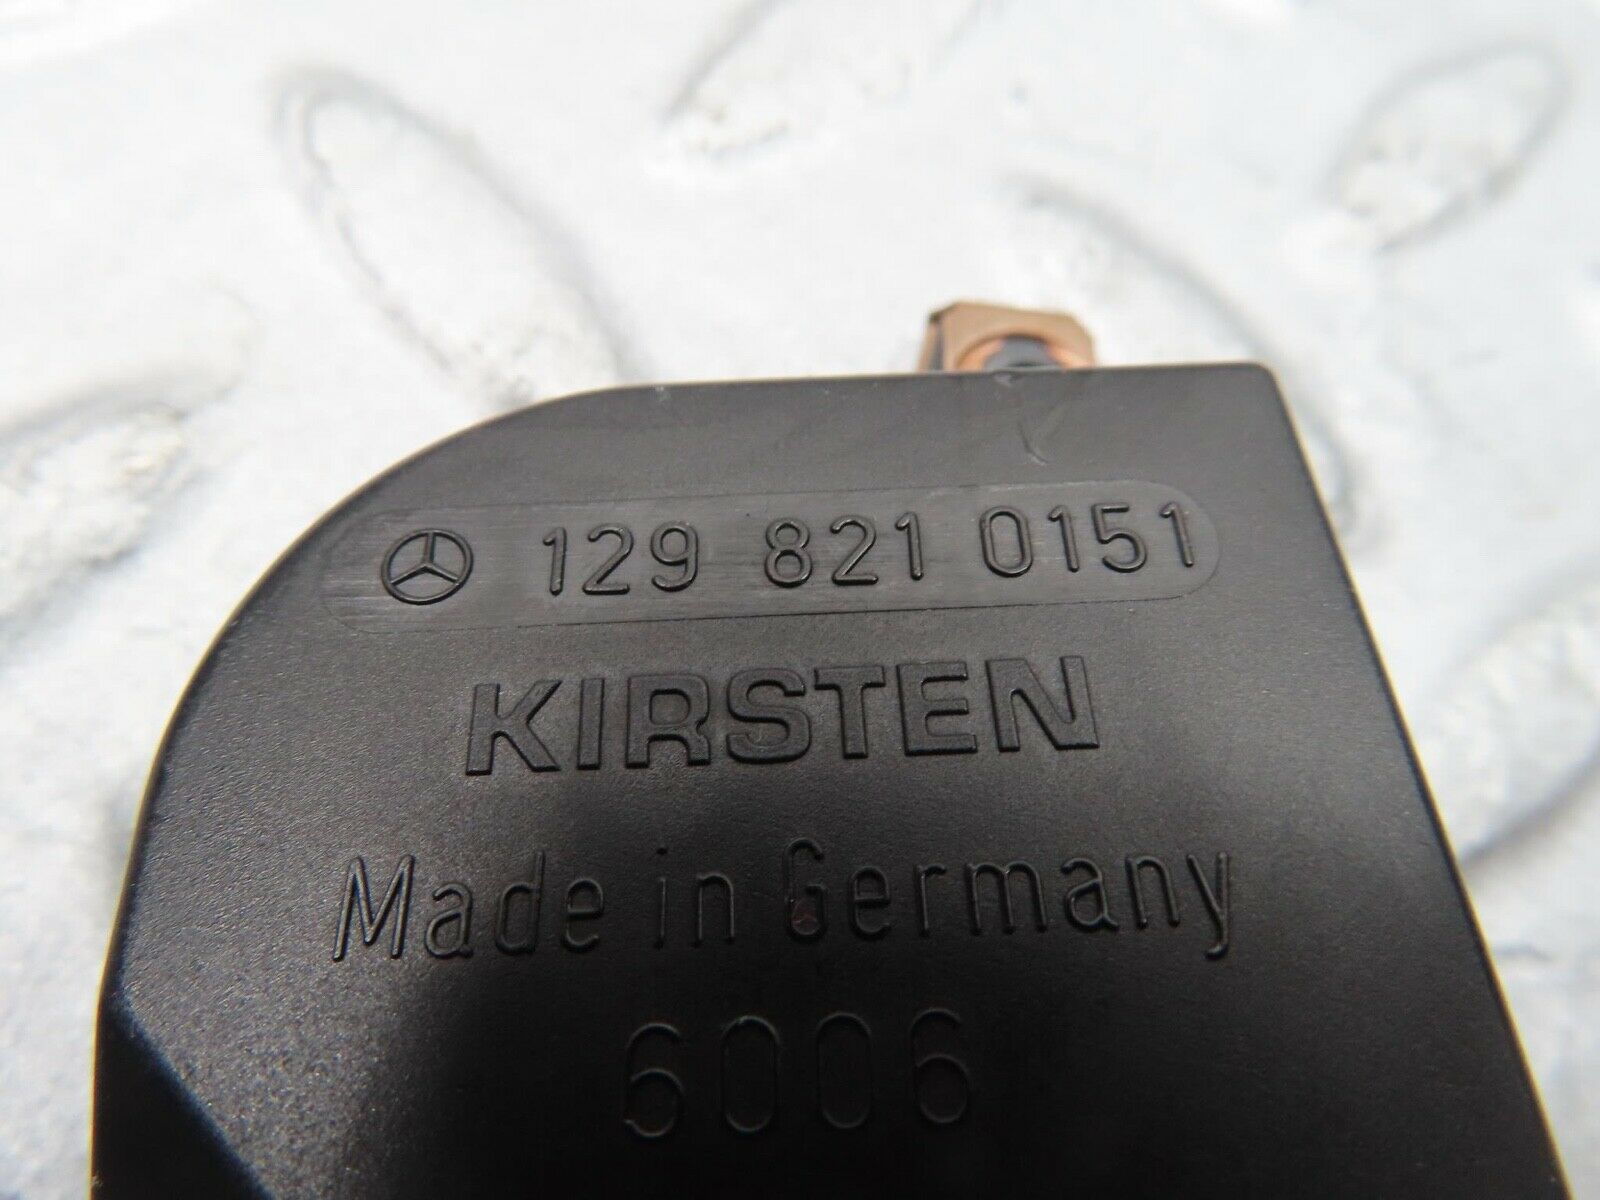 129 821 0151
KIRSTEN
Made in Germany
6006